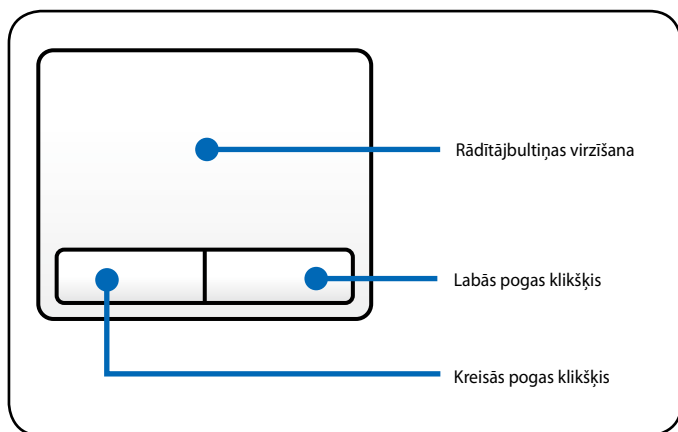 Rādītājbultiņas virzīšana
Labās pogas klikšķis
Kreisās pogas klikšķis